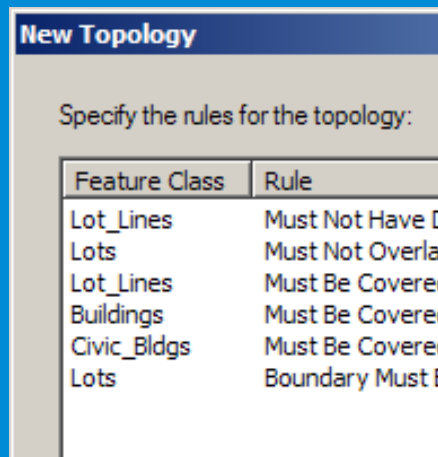 New Topology
Specify the rules for the topology:
Feature Class Rule
Lot_Lines Must Not Have
Lots Must Not
Lot_Lines Must Be
Buildings Must Be
Civic_Bldgs Must Be
Lots Boundary Must